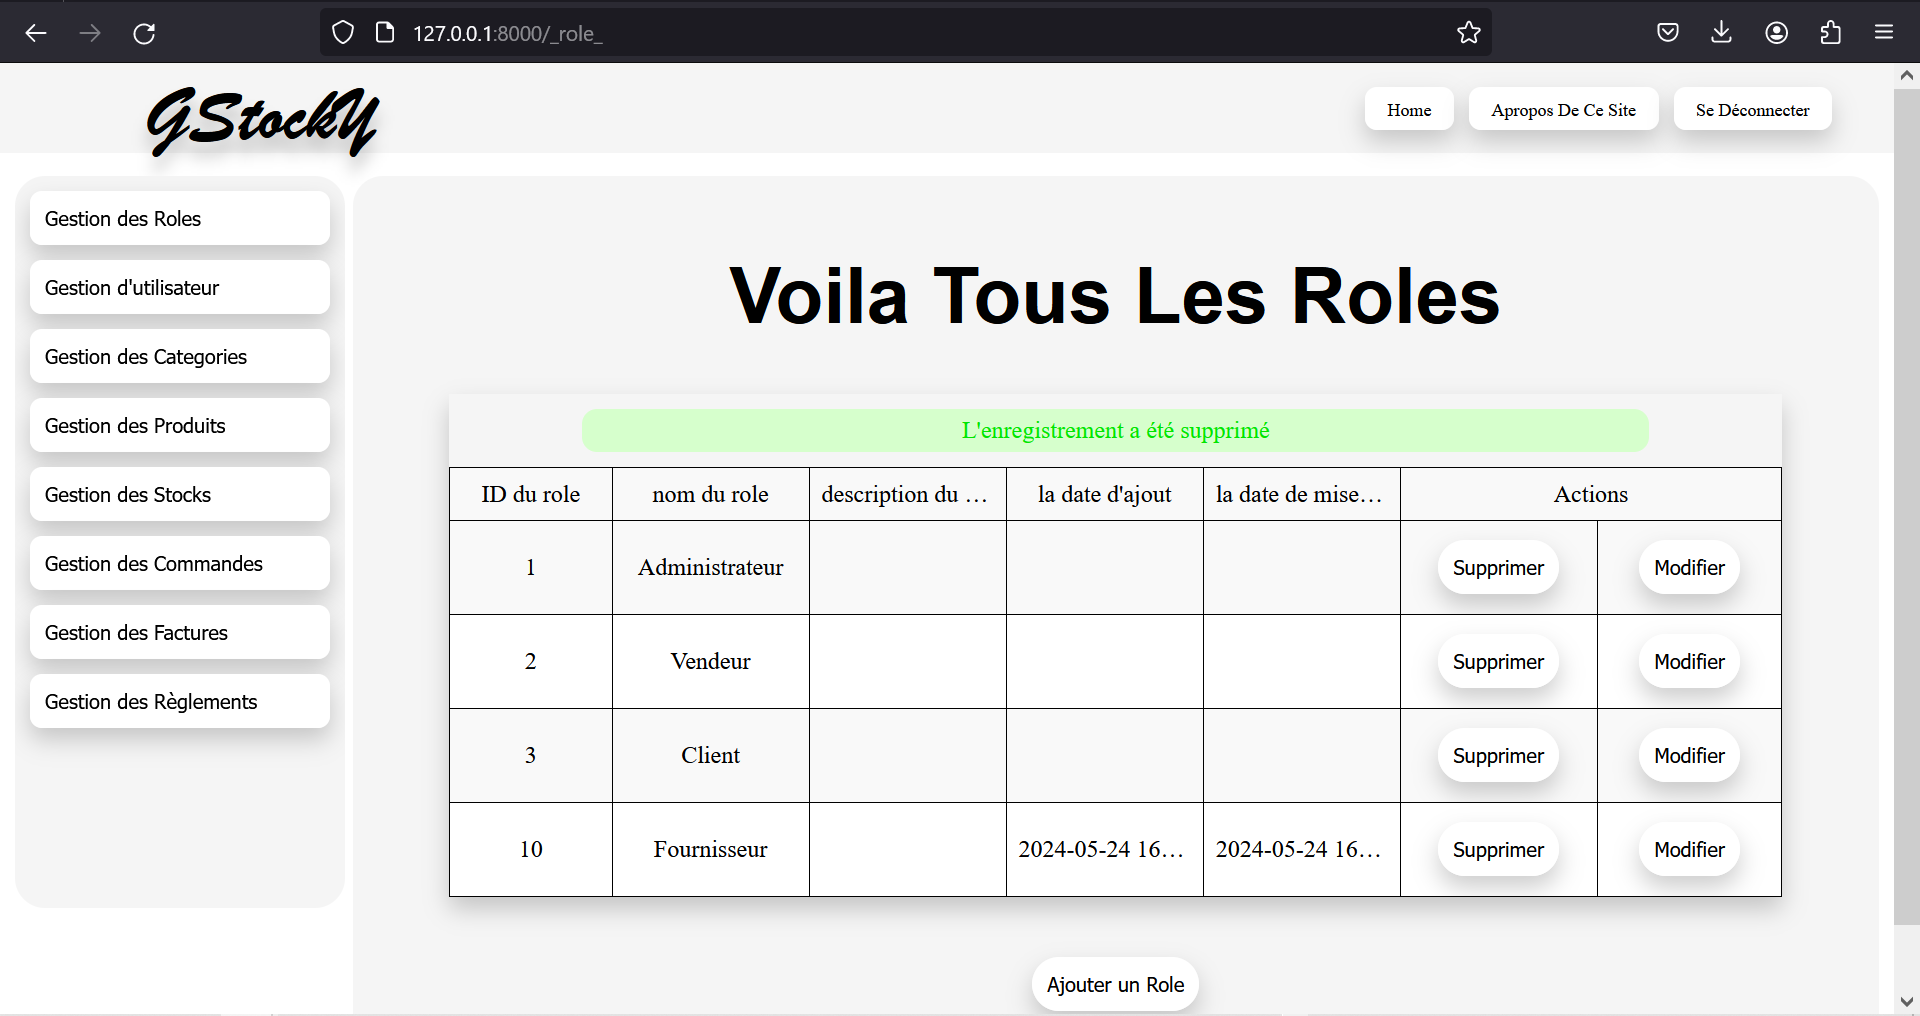 127.0.0.1:8000/_role_
GStockY
Home Apropos De Ce Site Se Déconnecter
Gestion des Roles
Gestion d'utilisateur
Gestion des Categories
Gestion des Produits
Gestion des Stocks
Gestion des Commandes
Gestion des Factures
Gestion des Règlements
Voila Tous Les Roles
L'enregistrement a été supprimé
ID du role nom du role description du … la date d'ajout la date de mise… Actions
1 Administrateur Supprimer Modifier
2 Vendeur Supprimer Modifier
3 Client Supprimer Modifier
10 Fournisseur 2024-05-24 16… 2024-05-24 16… Supprimer Modifier
Ajouter un Role